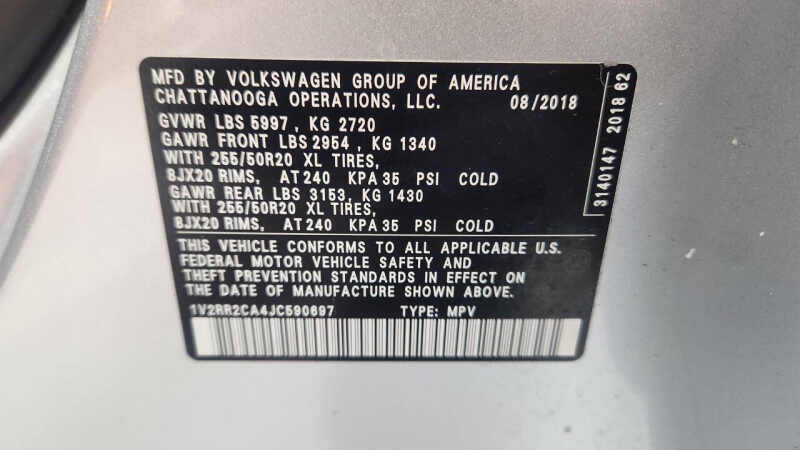 MFD BY VOLKSWAGEN GROUP OF AMERICA
CHATTANOOGA OPERATIONS, LLC. 08/2018
GVWR LBS 5997 , KG 2720
GAWR FRONT LBS 2954 , KG 1340
WITH 255/50R20 XL TIRES,
8JX20 RIMS, AT 240 KPA 35 PSI COLD
GAWR REAR LBS 3153, KG 1430
WITH 255/50R20 XL TIRES,
8JX20 RIMS, AT 240 KPA 35 PSI COLD
THIS VEHICLE CONFORMS TO ALL APPLICABLE U.S.
FEDERAL MOTOR VEHICLE SAFETY AND
THEFT PREVENTION STANDARDS IN EFFECT ON
THE DATE OF MANUFACTURE SHOWN ABOVE.
1V2RR2CA4JC590697 TYPE: MPV
3140147 2018 62